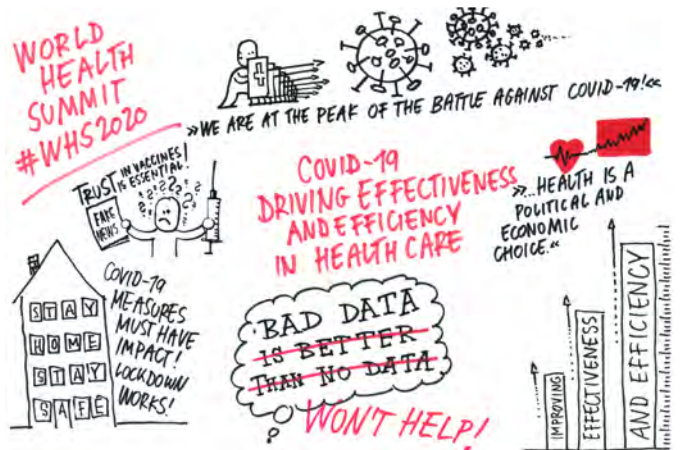 WORLD
HEALTH
SUMMIT
#WHS2020
»WE ARE AT THE PEAK OF THE BATTLE AGAINST COVID-19!«
TRUST IN VACCINES!
IS ESSENTIAL!
FAKE
NEWS
COVID-19
DRIVING EFFECTIVENESS
AND EFFICIENCY
IN HEALTH CARE
»...HEALTH IS A
POLITICAL AND
ECONOMIC
CHOICE.«
STAY
HOME
STAY
SAFE
COVID-19
MEASURES
MUST HAVE
IMPACT!
LOCKDOWN
WORKS!
BAD DATA
IS BETTER
THAN NO DATA
WON'T HELP!
IMPROVING
EFFECTIVENESS
AND EFFICIENCY